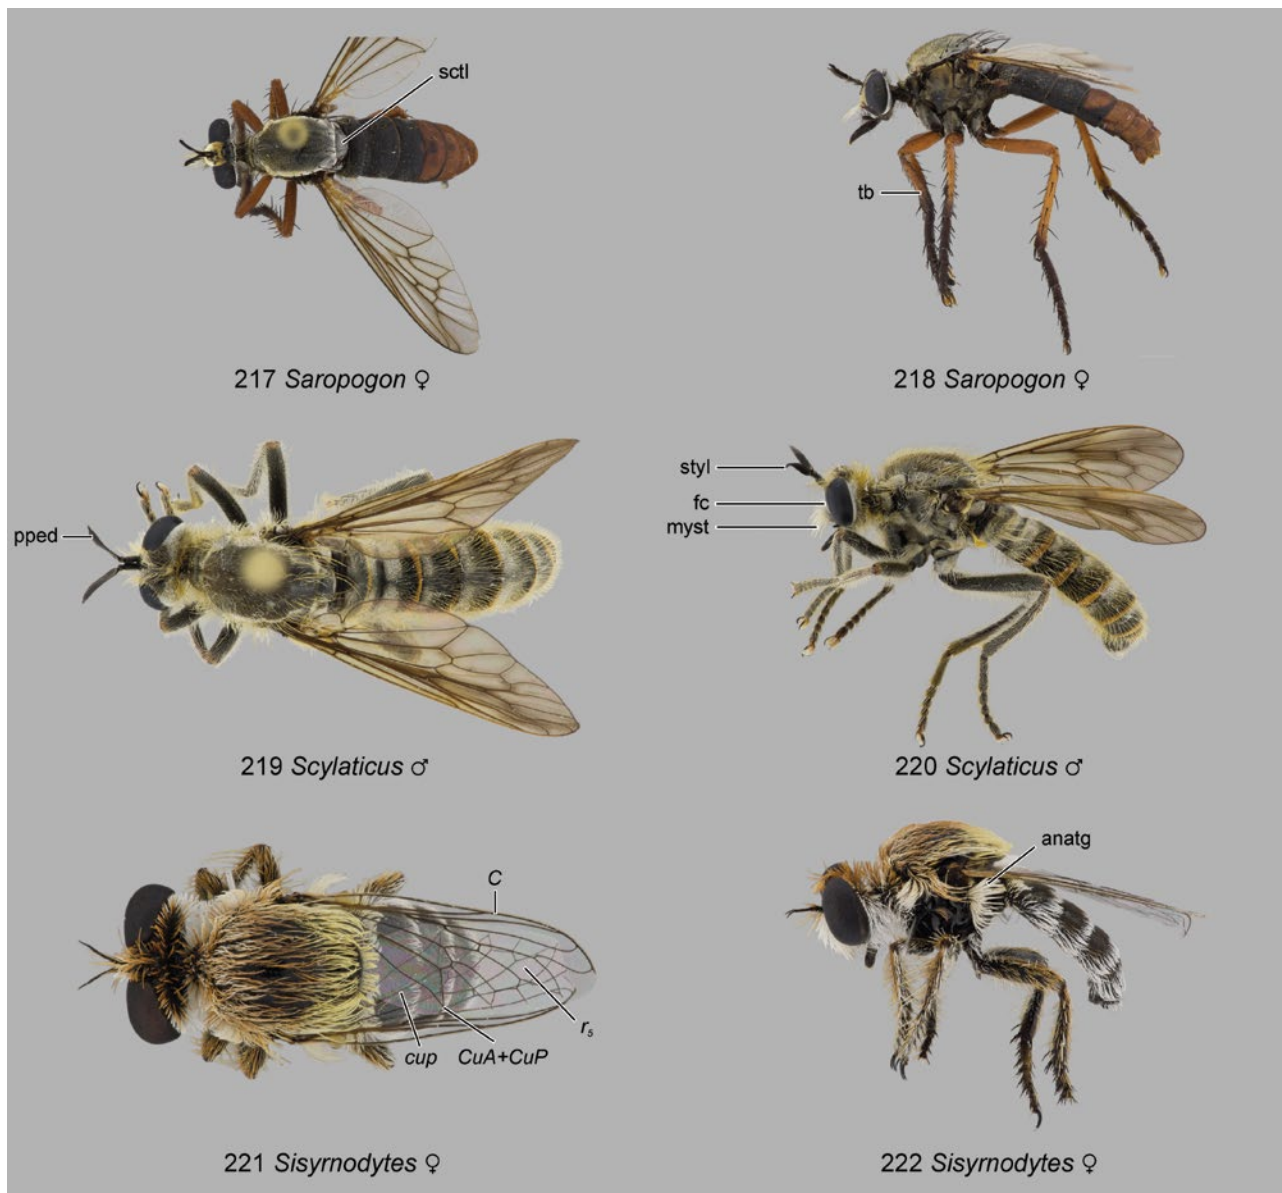 sctl
tb
217 Saropogon ♀
218 Saropogon ♀
styl
fc
myst
pped
219 Scylaticus ♂
220 Scylaticus ♂
anatg
C
r₅
cup
CuA+CuP
221 Sisyrnodytes ♀
222 Sisyrnodytes ♀